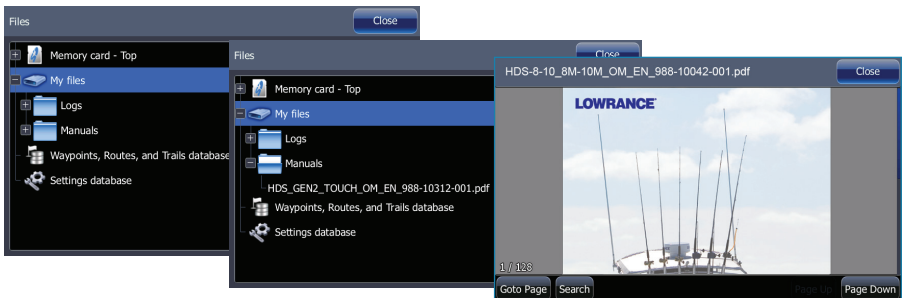 Files
Close
Memory card - Top
My files
Logs
Manuals
Waypoints, Routes, and Trails database
Settings database
Files
Close
Memory card - Top
My files
Logs
Manuals
HDS_GEN2_TOUCH_OM_EN_988-10312-001.pdf
Waypoints, Routes, and Trails database
Settings database
HDS-8-10_8M-10M_OM_EN_988-10042-001.pdf
Close
LOWRANCE
1 / 128
Goto Page
Search
Page Up
Page Down